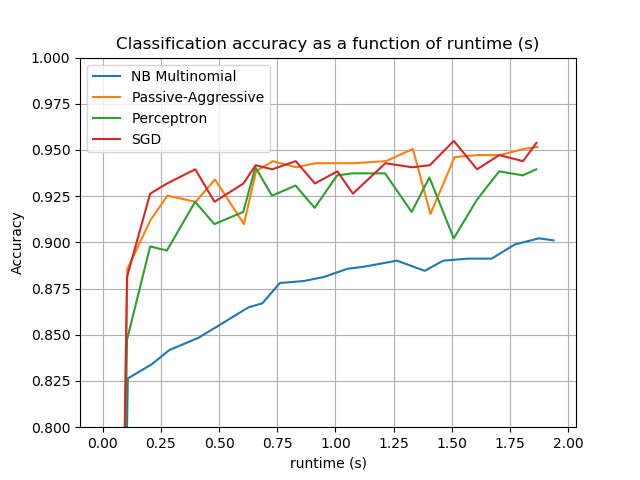 Classification accuracy as a function of runtime (s)
1.000
0.975
0.950
0.925
0.900
0.875
0.850
0.825
0.800
Accuracy
NB Multinomial
Passive-Aggressive
Perceptron
SGD
0.00 0.25 0.50 0.75 1.00 1.25 1.50 1.75 2.00
runtime (s)